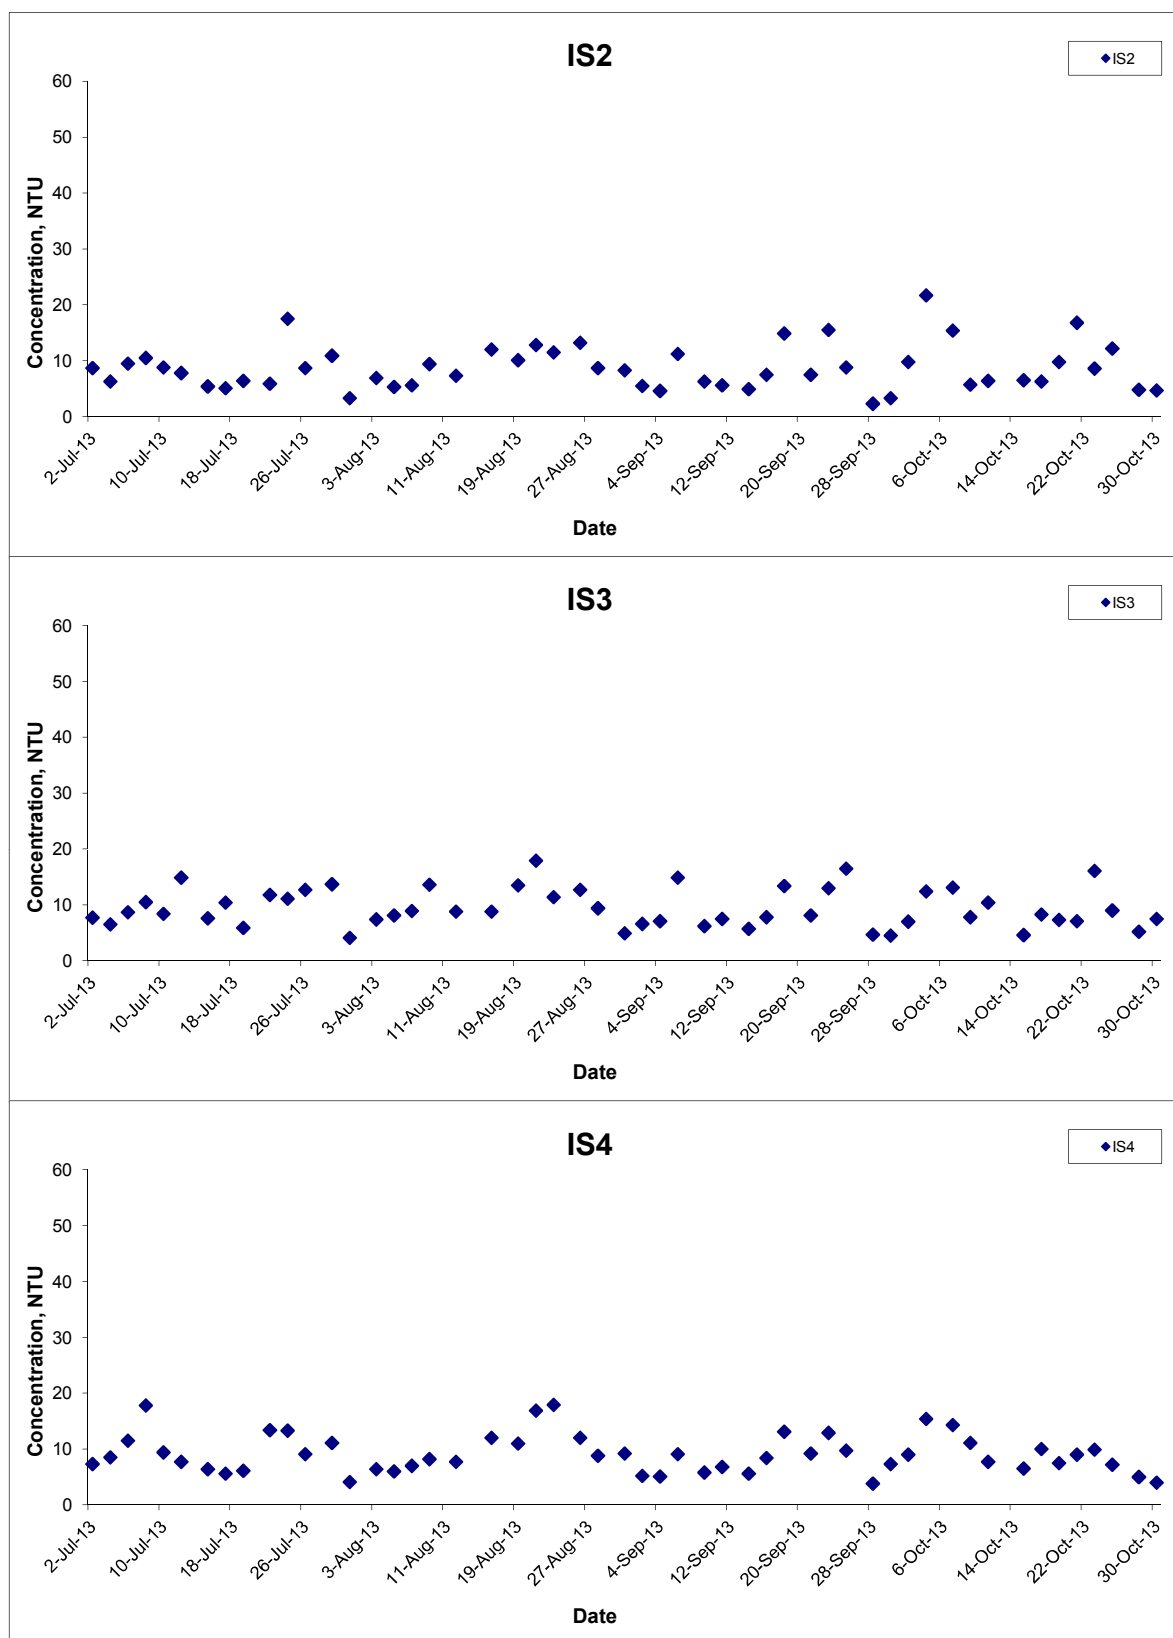 IS2
IS2
60
50
40
30
20
10
0
Concentration, NTU
2-Jul-13 10-Jul-13 18-Jul-13 26-Jul-13 3-Aug-13 11-Aug-13 19-Aug-13 27-Aug-13 4-Sep-13 12-Sep-13 20-Sep-13 28-Sep-13 6-Oct-13 14-Oct-13 22-Oct-13 30-Oct-13
Date
IS3
IS3
60
50
40
30
20
10
0
Concentration, NTU
2-Jul-13 10-Jul-13 18-Jul-13 26-Jul-13 3-Aug-13 11-Aug-13 19-Aug-13 27-Aug-13 4-Sep-13 12-Sep-13 20-Sep-13 28-Sep-13 6-Oct-13 14-Oct-13 22-Oct-13 30-Oct-13
Date
IS4
IS4
60
50
40
30
20
10
0
Concentration, NTU
2-Jul-13 10-Jul-13 18-Jul-13 26-Jul-13 3-Aug-13 11-Aug-13 19-Aug-13 27-Aug-13 4-Sep-13 12-Sep-13 20-Sep-13 28-Sep-13 6-Oct-13 14-Oct-13 22-Oct-13 30-Oct-13
Date